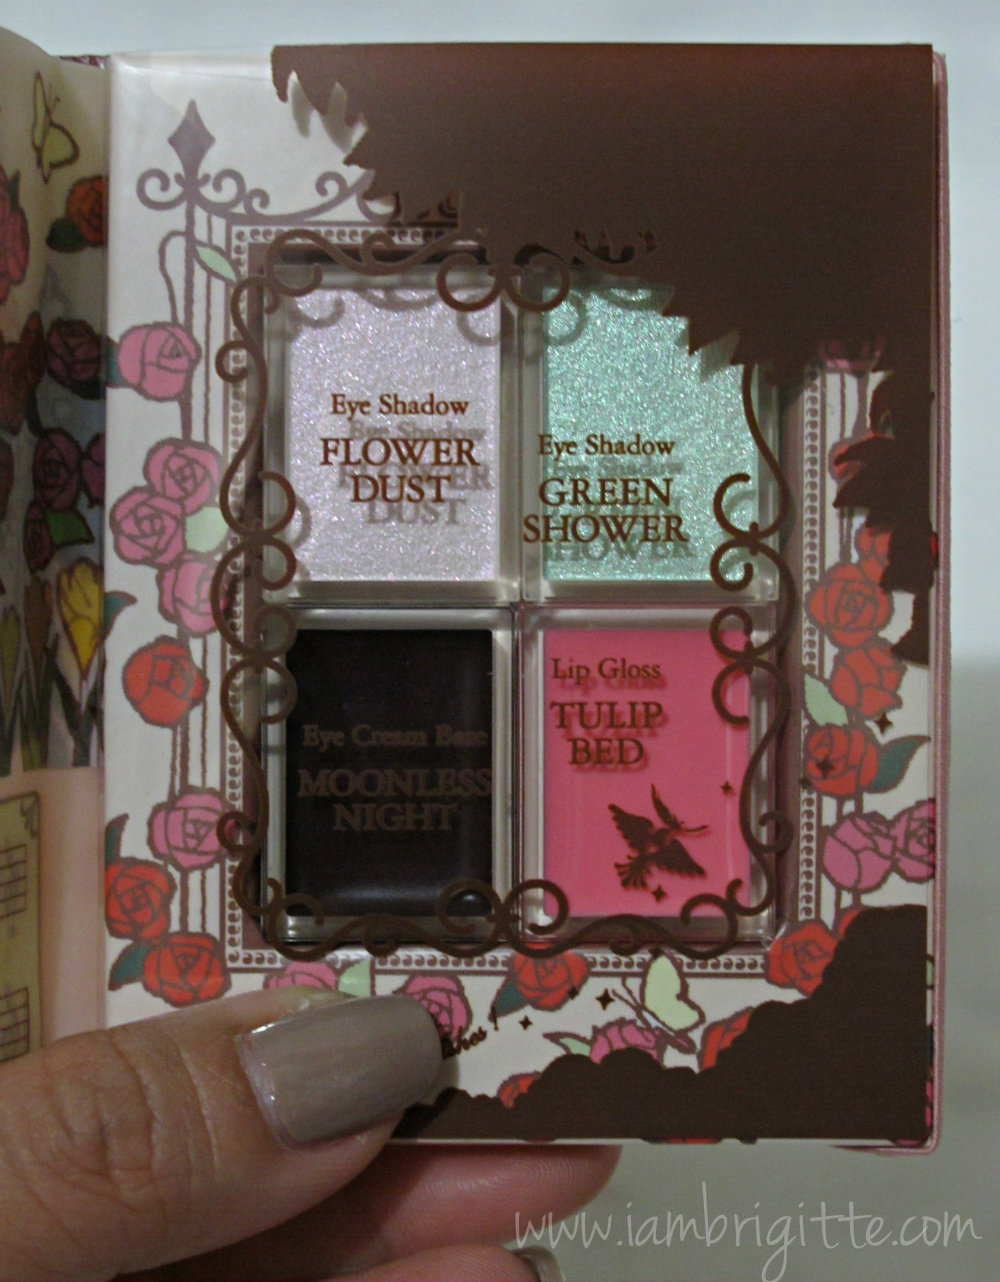 Eye Shadow
FLOWER
DUST
Eye Shadow
GREEN
SHOWER
Eye Cream Base
MOONLESS
NIGHT
Lip Gloss
TULIP
BED
www.iambrigitte.com